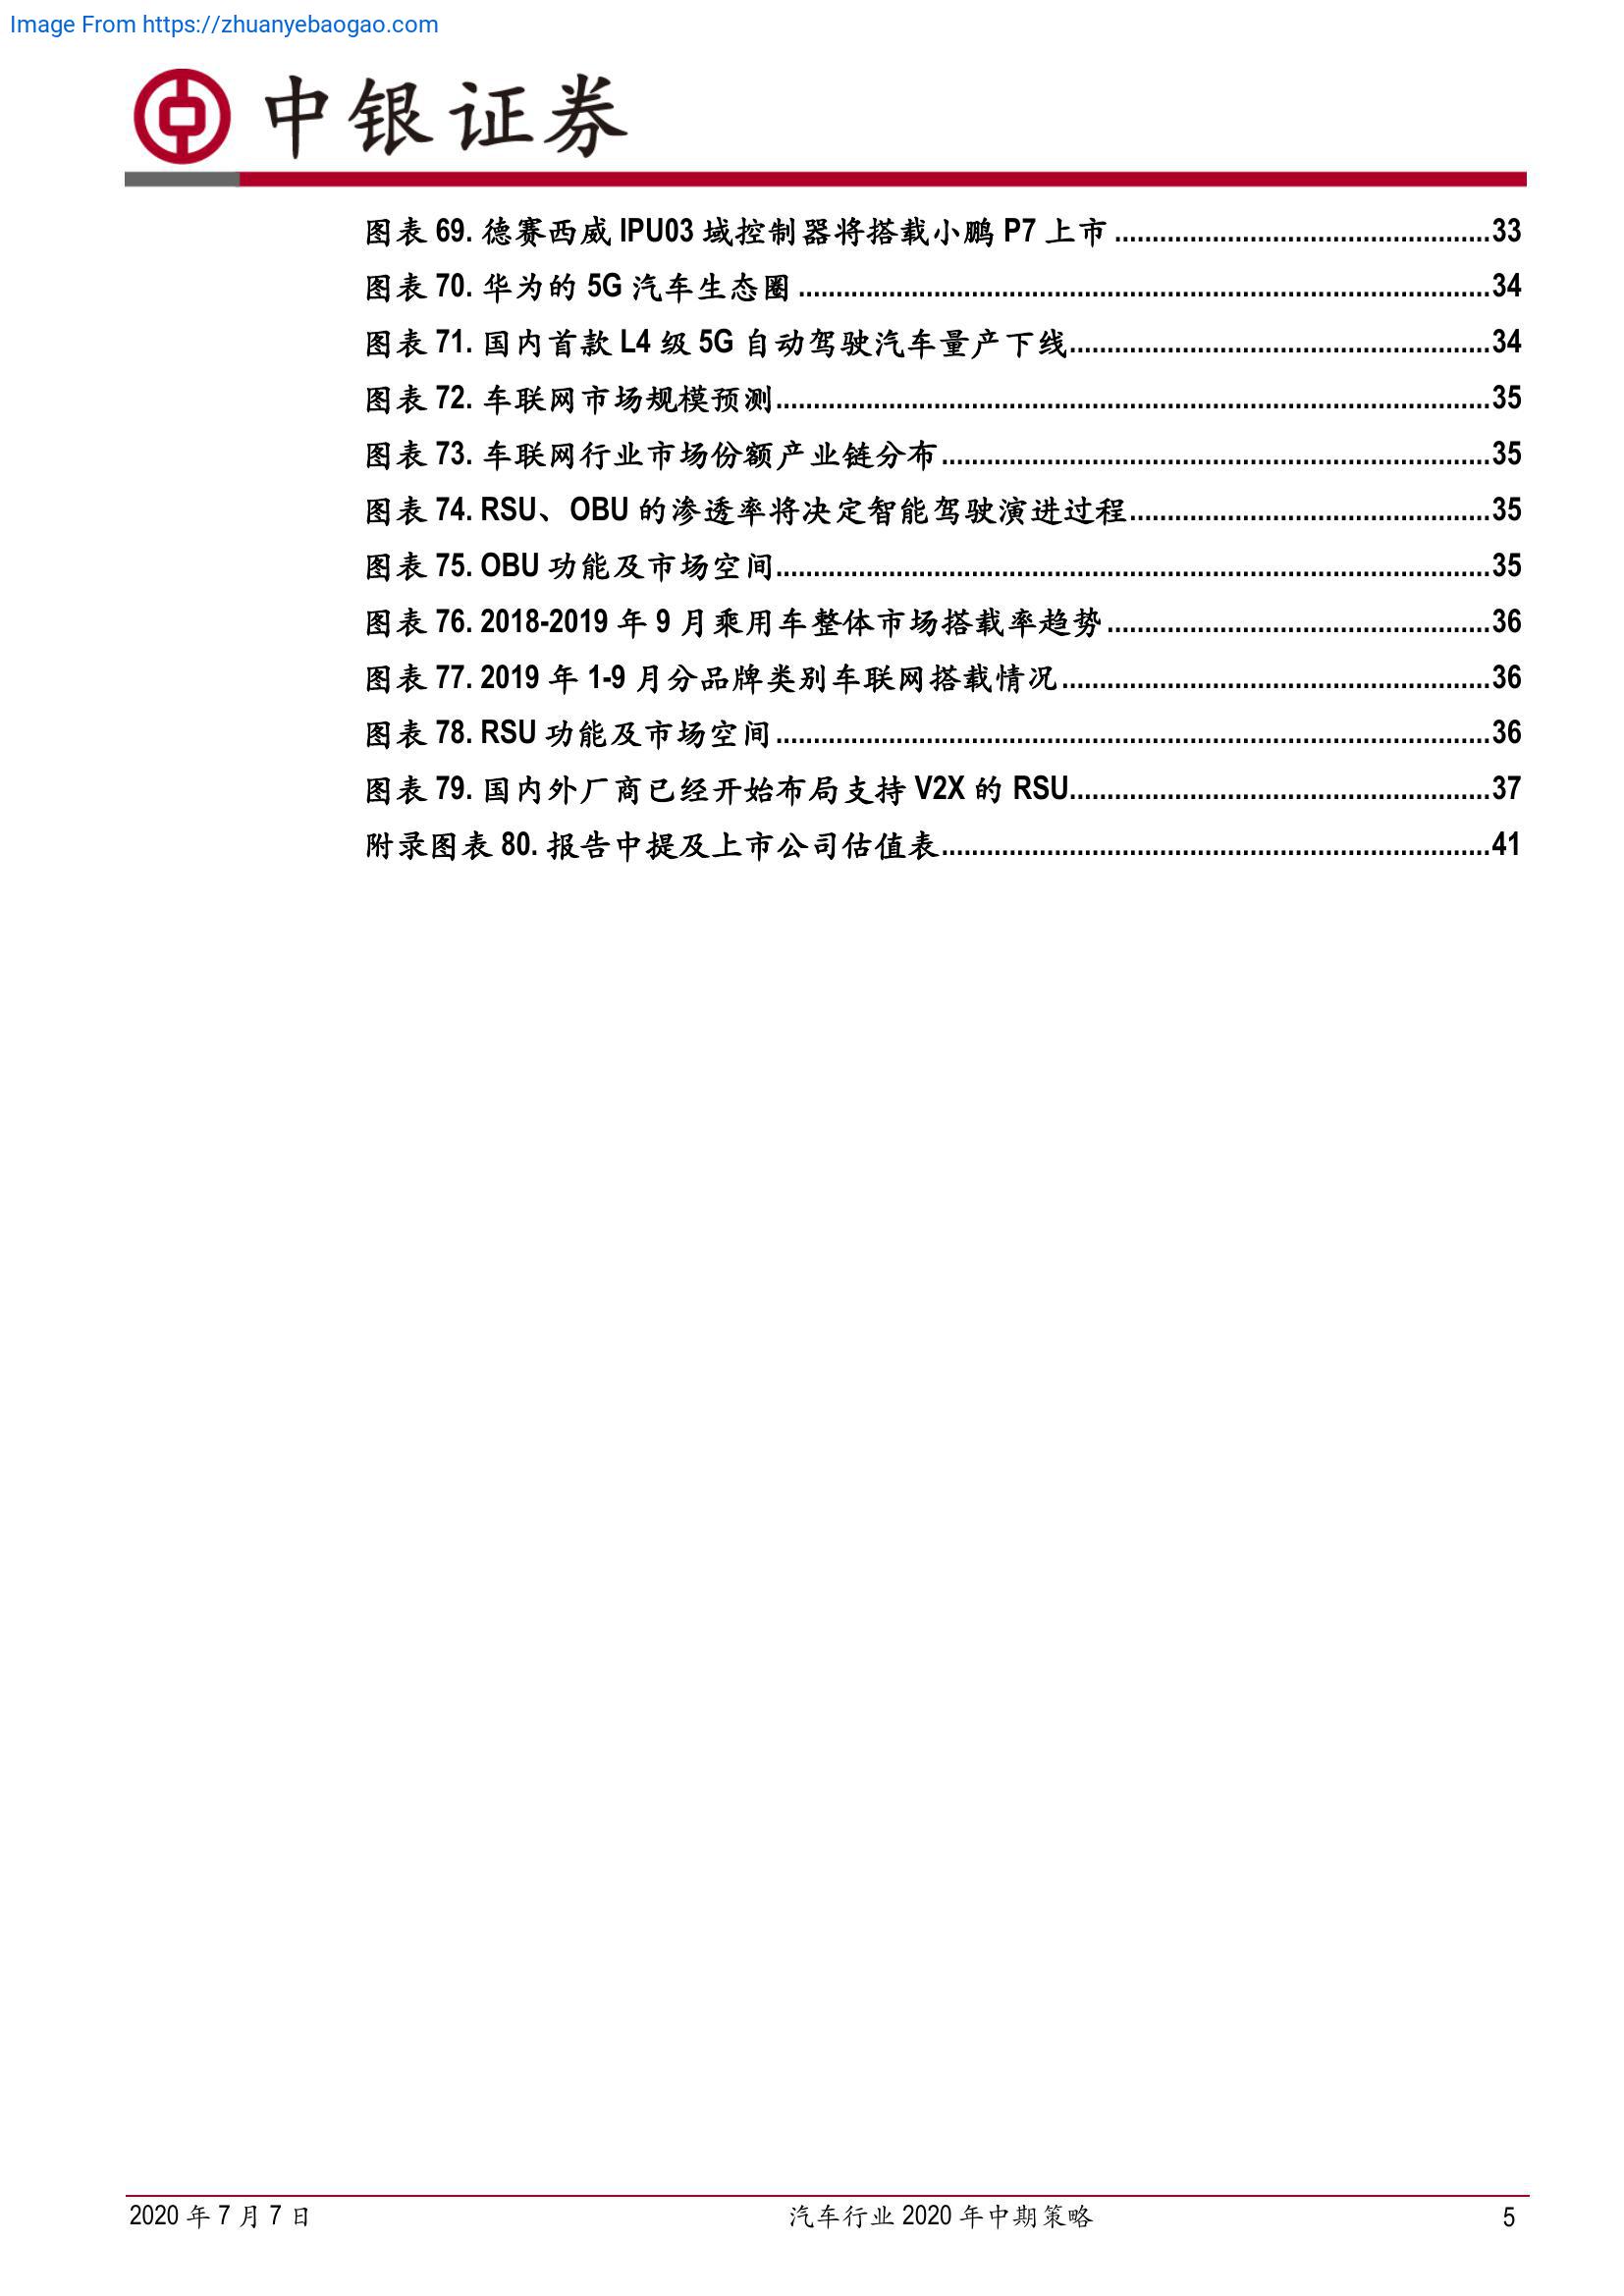 Image From https://zhuanyebaogao.com
中银证券
图表 69. 德赛西威 IPU03 域控制器将搭载小鹏 P7 上市 ..................................................33
图表 70. 华为的 5G 汽车生态圈 ............................................................................................34
图表 71. 国内首款 L4 级 5G 自动驾驶汽车量产下线........................................................34
图表 72. 车联网市场规模预测...............................................................................................35
图表 73. 车联网行业市场份额产业链分布.........................................................................35
图表 74. RSU、OBU 的渗透率将决定智能驾驶演进过程................................................35
图表 75. OBU 功能及市场空间...............................................................................................35
图表 76. 2018-2019 年 9 月乘用车整体市场搭载率趋势...................................................36
图表 77. 2019 年 1-9 月分品牌类别车联网搭载情况.........................................................36
图表 78. RSU 功能及市场空间...............................................................................................36
图表 79. 国内外厂商已经开始布局支持 V2X 的 RSU........................................................37
附录图表 80. 报告中提及上市公司估值表.........................................................................41
2020 年 7 月 7 日 汽车行业 2020 年中期策略 5